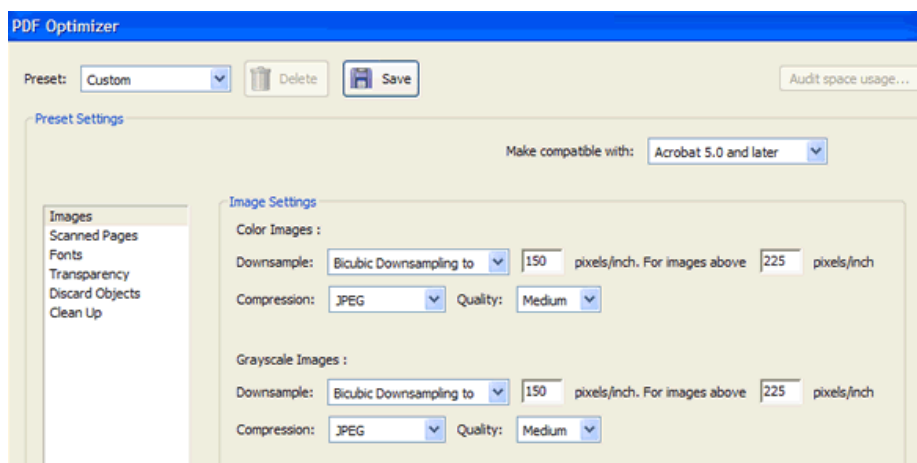 PDF Optimizer
Preset: Custom Delete Save Audit space usage...
Preset Settings
Make compatible with: Acrobat 5.0 and later
Images
Scanned Pages
Fonts
Transparency
Discard Objects
Clean Up
Image Settings
Color Images :
Downsample: Bicubic Downsampling to 150 pixels/inch. For images above 225 pixels/inch
Compression: JPEG Quality: Medium
Grayscale Images :
Downsample: Bicubic Downsampling to 150 pixels/inch. For images above 225 pixels/inch
Compression: JPEG Quality: Medium